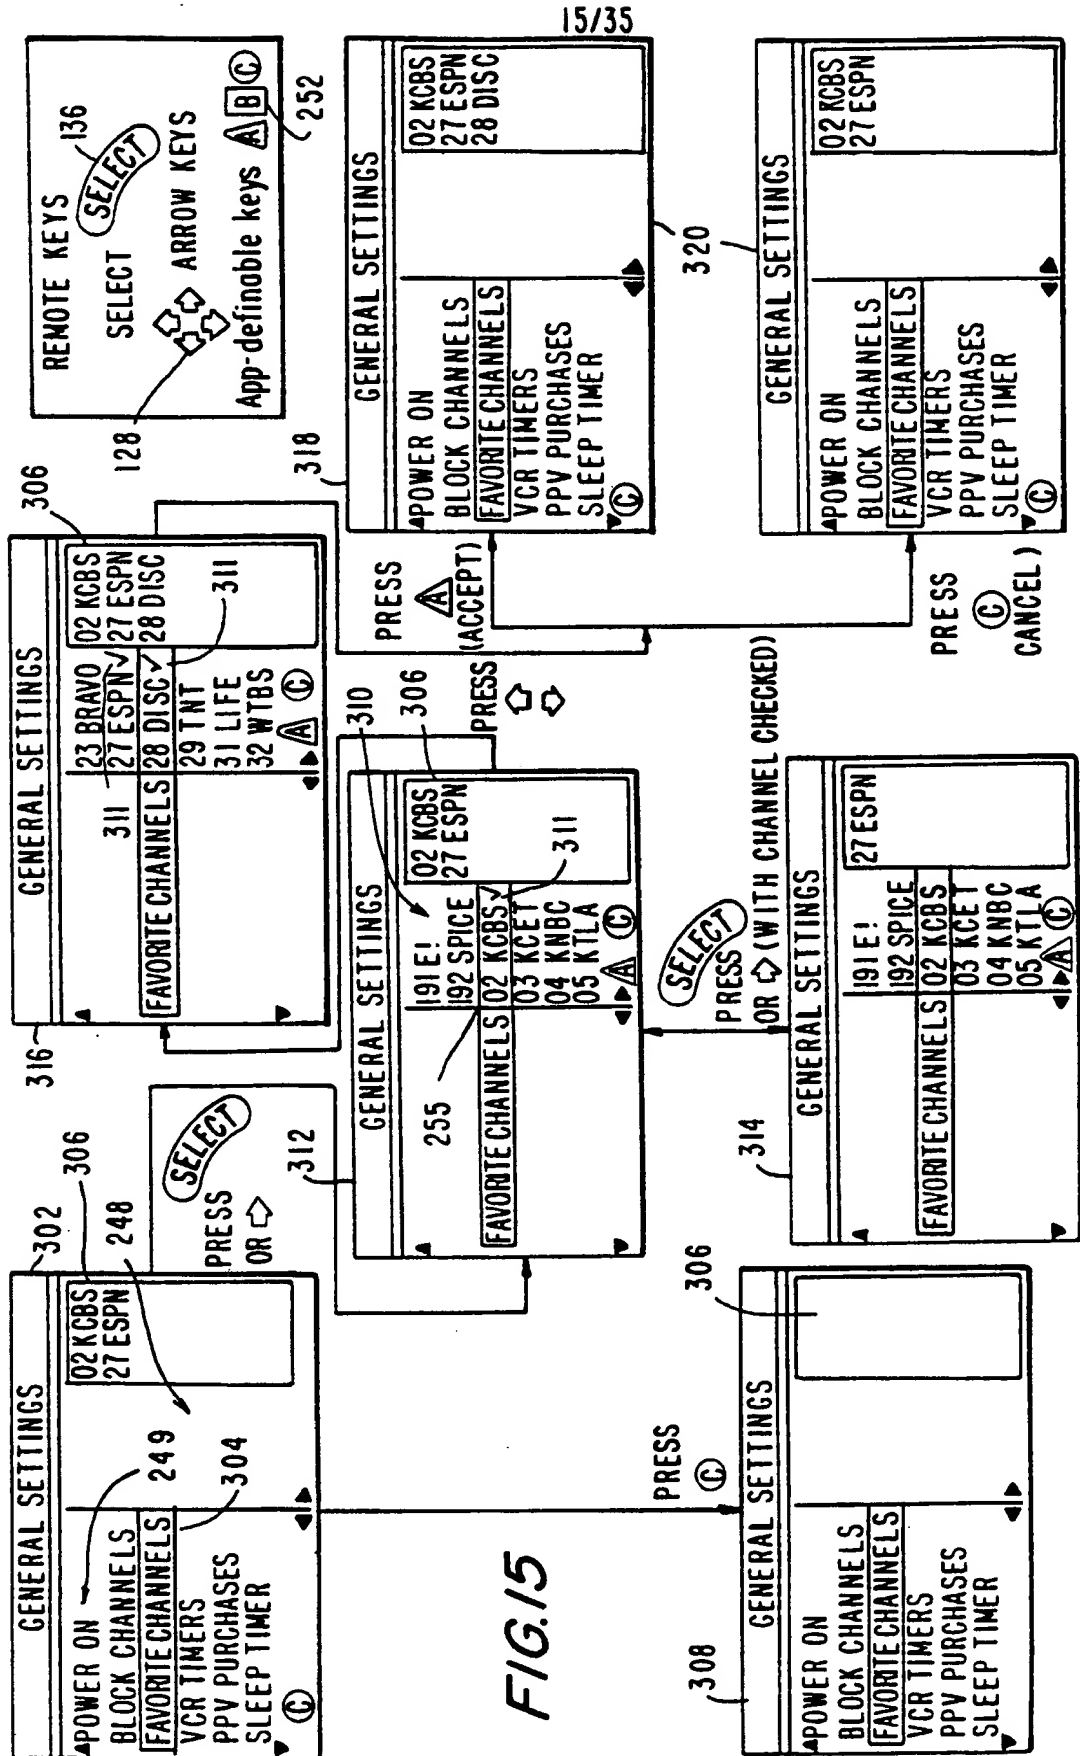 15/35
GENERAL SETTINGS
302
POWER ON
BLOCK CHANNELS
FAVORITE CHANNELS
VCR TIMERS
PPV PURCHASES
SLEEP TIMER
C
02 KCBS
27 ESPN
306
249
304
248
PRESS
SELECT
OR
GENERAL SETTINGS
316
FAVORITE CHANNELS
23 BRAVO
27 ESPN ✓
28 DISC ✓
29 TNT
31 LIFE
32 WTBS
A C
02 KCBS
27 ESPN
28 DISC
306
311
311
REMOTE KEYS
SELECT
SELECT
136
ARROW KEYS
128
App-definable keys A B C
252
GENERAL SETTINGS
312
FAVORITE CHANNELS
255
191 E!
192 SPICE
02 KCBS ✓
03 KCET
04 KNBC
05 KTLA
A C
02 KCBS
27 ESPN
310
306
311
PRESS
PRESS
A
(ACCEPT)
GENERAL SETTINGS
318
POWER ON
BLOCK CHANNELS
FAVORITE CHANNELS
VCR TIMERS
PPV PURCHASES
SLEEP TIMER
C
02 KCBS
27 ESPN
28 DISC
320
PRESS
C
GENERAL SETTINGS
308
POWER ON
BLOCK CHANNELS
FAVORITE CHANNELS
VCR TIMERS
PPV PURCHASES
SLEEP TIMER
306
PRESS SELECT
OR (WITH CHANNEL CHECKED)
GENERAL SETTINGS
314
FAVORITE CHANNELS
191 E!
192 SPICE
02 KCBS
03 KCET
04 KNBC
05 KTLA
A C
27 ESPN
PRESS
C
CANCEL)
GENERAL SETTINGS
POWER ON
BLOCK CHANNELS
FAVORITE CHANNELS
VCR TIMERS
PPV PURCHASES
SLEEP TIMER
C
02 KCBS
27 ESPN
FIG.15